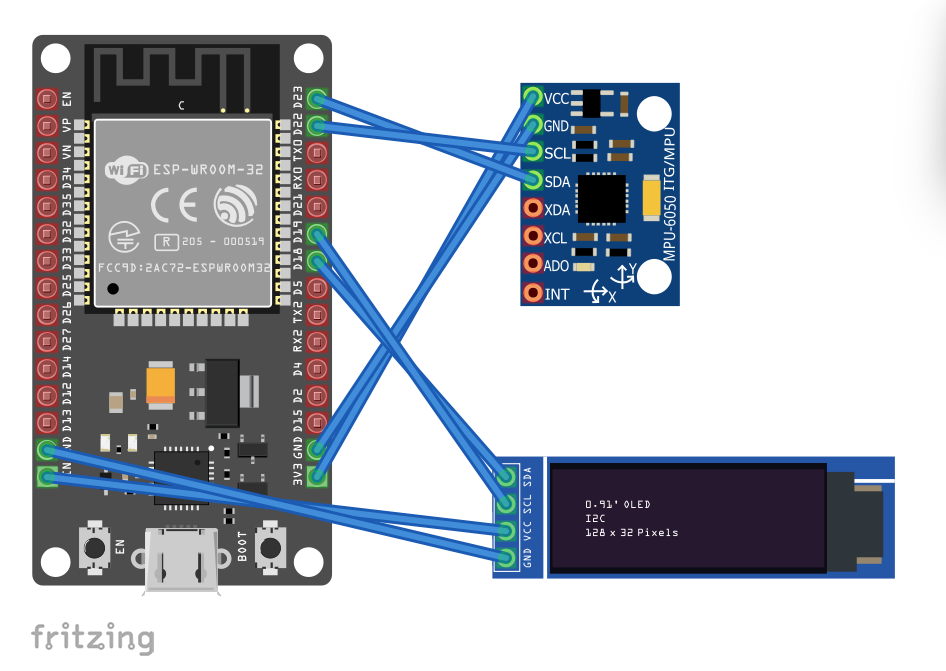 EN
VP
VN
D34
D35
D32
D33
D25
D26
D27
D14
D12
D13
ND
IN
C
WiFi ESP-WROOM-32
CE
R 205 - 000519
FCC9D:2AC72-ESPWROOM32
D23
D22
TX0
RX0
D21
D19
D18
D5
TX2
RX2
D4
D2
D15
GND
3V3
EN
BOOT
VCC
GND
SCL
SDA
XDA
XCL
ADO
INT
MPU-6050 ITG/MPU
Y
X
SDA
SCL
VCC
GND
0.91' OLED
I2C
128 x 32 Pixels
fritzing